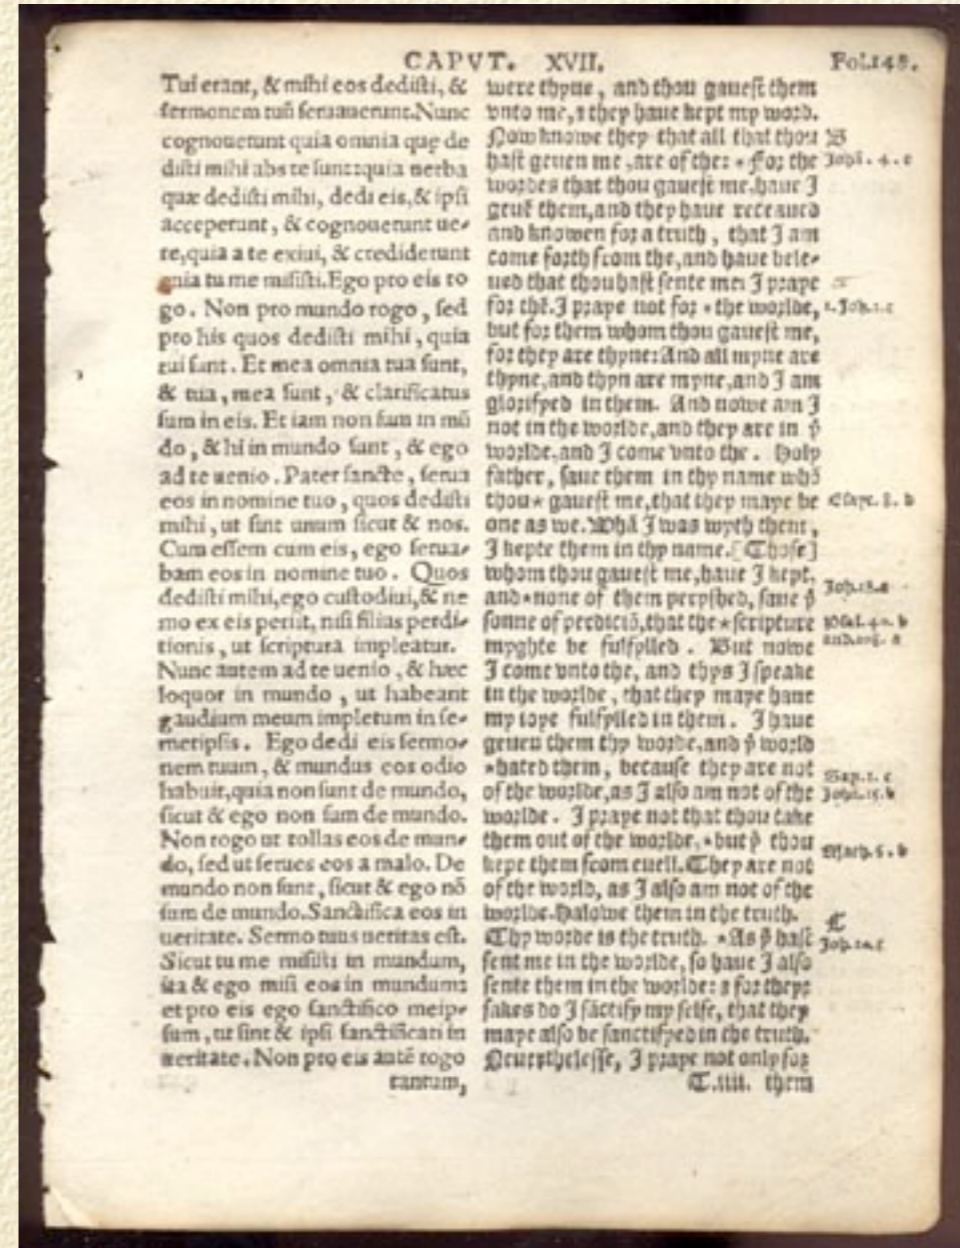 CAPVT. XVII. Fol.148.
Tui erant, & mihi eos dedisti, &
sermonem tuũ seruauerunt.Nunc
cognouerunt quia omnia quę de
disti mihi abs te sunt:quia uerba
quæ dedisti mihi, dedi eis,& ipsi
acceperunt, & cognouerunt ue-
re,quia a te exiui, & crediderunt
quia tu me misisti.Ego pro eis ro
go. Non pro mundo rogo, sed
pro his quos dedisti mihi, quia
tui sunt. Et mea omnia tua sunt,
& tua, mea sunt, & clarificatus
sum in eis. Et iam non sum in mũ
do, & hi in mundo sunt, & ego
ad te uenio. Pater sancte, serua
eos in nomine tuo, quos dedisti
mihi, ut sint unum sicut & nos.
Cum essem cum eis, ego serua-
bam eos in nomine tuo. Quos
dedisti mihi,ego custodiui,& ne
mo ex eis periit, nisi filius perdi-
tionis, ut scriptura impleatur.
Nunc autem ad te uenio, & hæc
loquor in mundo, ut habeant
gaudium meum impletum in se-
metipsis. Ego dedi eis sermo-
nem tuum, & mundus eos odio
habuit,quia non sunt de mundo,
sicut & ego non sum de mundo.
Non rogo ut tollas eos de mun-
do, sed ut serues eos a malo. De
mundo non sunt, sicut & ego nõ
sum de mundo.Sanctifica eos in
ueritate. Sermo tuus ueritas est.
Sicut tu me misisti in mundum,
ita & ego misi eos in mundum:
et pro eis ego sanctifico meip-
sum, ut sint & ipsi sanctificati in
ueritate. Non pro eis autẽ rogo
tantum,
were thyne, and thou gauest them
vnto me, & they haue kept my word.
Now knowe they that all that thou
hast geuen me, are of the: * For the
wordes that thou gauest me, haue I
geuẽ them, and they haue receaued
and knowen for a truth, that I am
come forth from the, and haue bele-
ued that thou hast sente me: I praye
for thẽ. I praye not for * the worlde,
but for them whom thou gauest me,
for they are thyne: And all myne are
thyne, and thyn are myne, and I am
glorifyed in them. And nowe am I
not in the worlde, and they are in yͤ
worlde, and I come vnto the. Holy
father, saue them in thy name whõ
thou * gauest me, that they maye be
one as we. Whã I was wyth them,
I kepte them in thy name. [Those]
whom thou gauest me, haue I kept,
and * none of them peryshed, saue yͤ
sonne of perdiciõ, that the * scripture
myghte be fulfylled. But nowe
I come vnto the, and thys I speake
in the worlde, that they maye haue
my ioye fulfylled in them. I haue
geuen them thy worde, and yͤ world
* hated them, because they are not
of the worlde, as I also am not of the
worlde. I praye not that thou take
them out of the worlde, * but yͭ thou
kepe them from euell. They are not
of the world, as I also am not of the
worlde. Halowe them in the truth.
Thy worde is the truth. * As yͧ hast
sent me in the worlde, so haue I also
sente them in the worlde: & for theyr
sakes do I sãctify my selfe, that they
maye also be sanctifyed in the truth.
Neuerthelesse, I praye not only for
T.iiii. them
B
Johã. 4. c
1. Joh. 2. c
Joh. 18. a
Psal. 40. b
and. 108. a
Sap. 2. c
Joha. 15. b
Math. 6. b
C